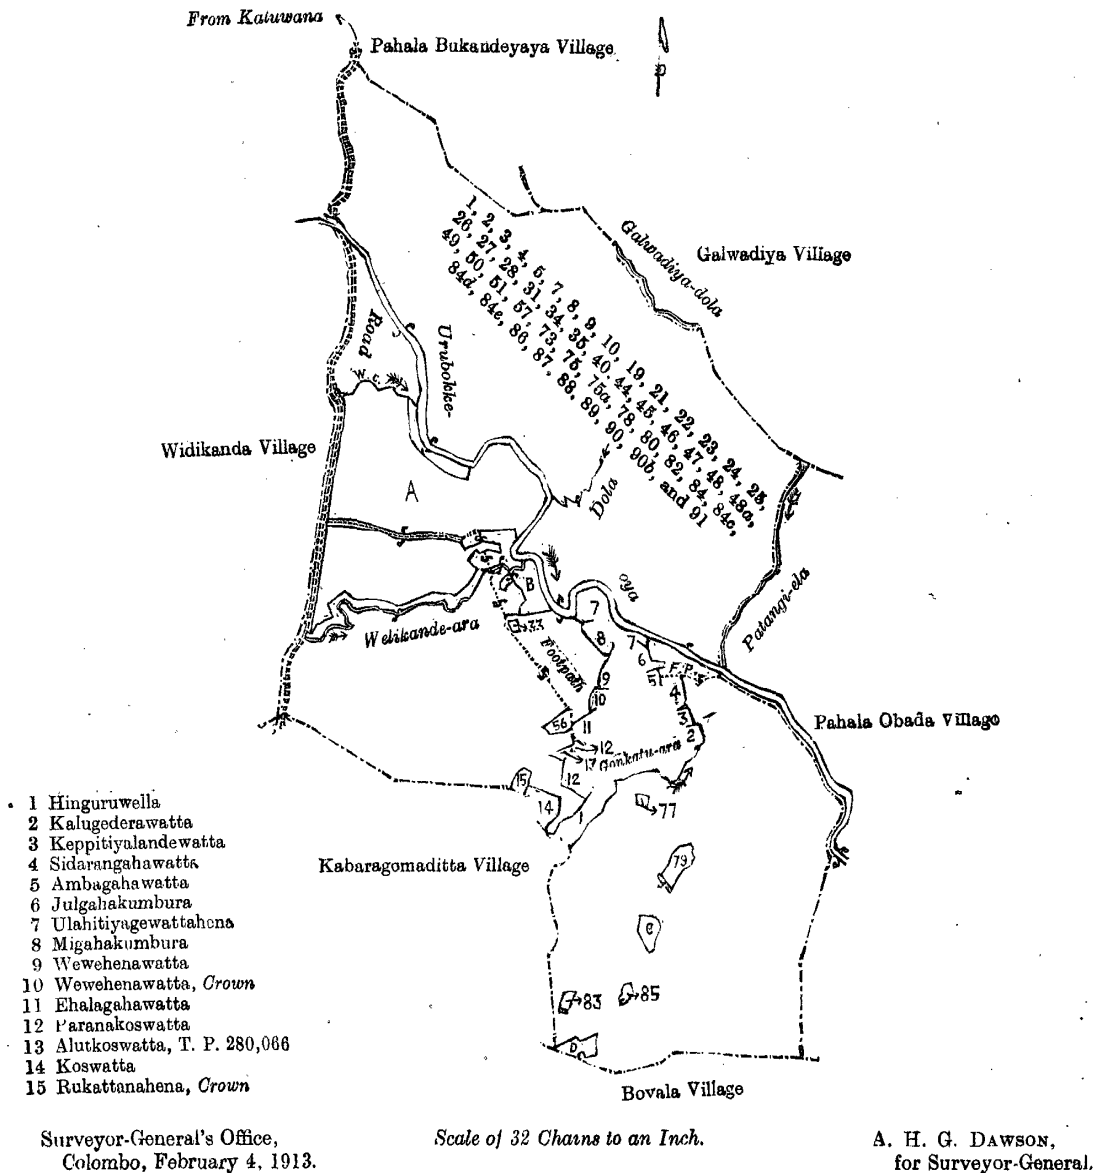 From Katuwana
Pahala Bukandeyaya Village
Galwadiya-dola
Galwadiya Village
1, 2, 3, 4, 5, 7, 8, 9, 10, 19, 21, 22, 23, 24, 25,
26, 27, 28, 31, 34, 35, 40, 44, 45, 46, 47, 48, 48a,
49, 50, 51, 57, 73, 75, 75a, 78, 80, 82, 84, 84c,
84d, 84e, 86, 87, 88, 89, 90, 90b, and 91
Road
W. c.
Urubokke-
Widikanda Village
A
Dola
oya
Patangi-ela
B
Welikande-ara
33
Footpath
7
8
7
6
F.P.
5
9
10
4
56
11
3
2
Pahala Obada Village
12
17
Gonkatu-ara
12
15
14
1
77
Kabaragomaditta Village
79
C
83
85
D
Bovala Village
1 Hinguruwella
2 Kalugederawatta
3 Keppitiyalandewatta
4 Sidarangahawatta
5 Ambagahawatta
6 Julgahakumbura
7 Ulahitiyagewattahena
8 Migahakumbura
9 Wewehenawatta
10 Wewehenawatta, Crown
11 Ehalagahawatta
12 Paranakoswatta
13 Alutkoswatta, T. P. 280,066
14 Koswatta
15 Rukattanahena, Crown
Surveyor-General's Office,
Colombo, February 4, 1913.
Scale of 32 Chains to an Inch.
A. H. G. DAWSON,
for Surveyor-General.